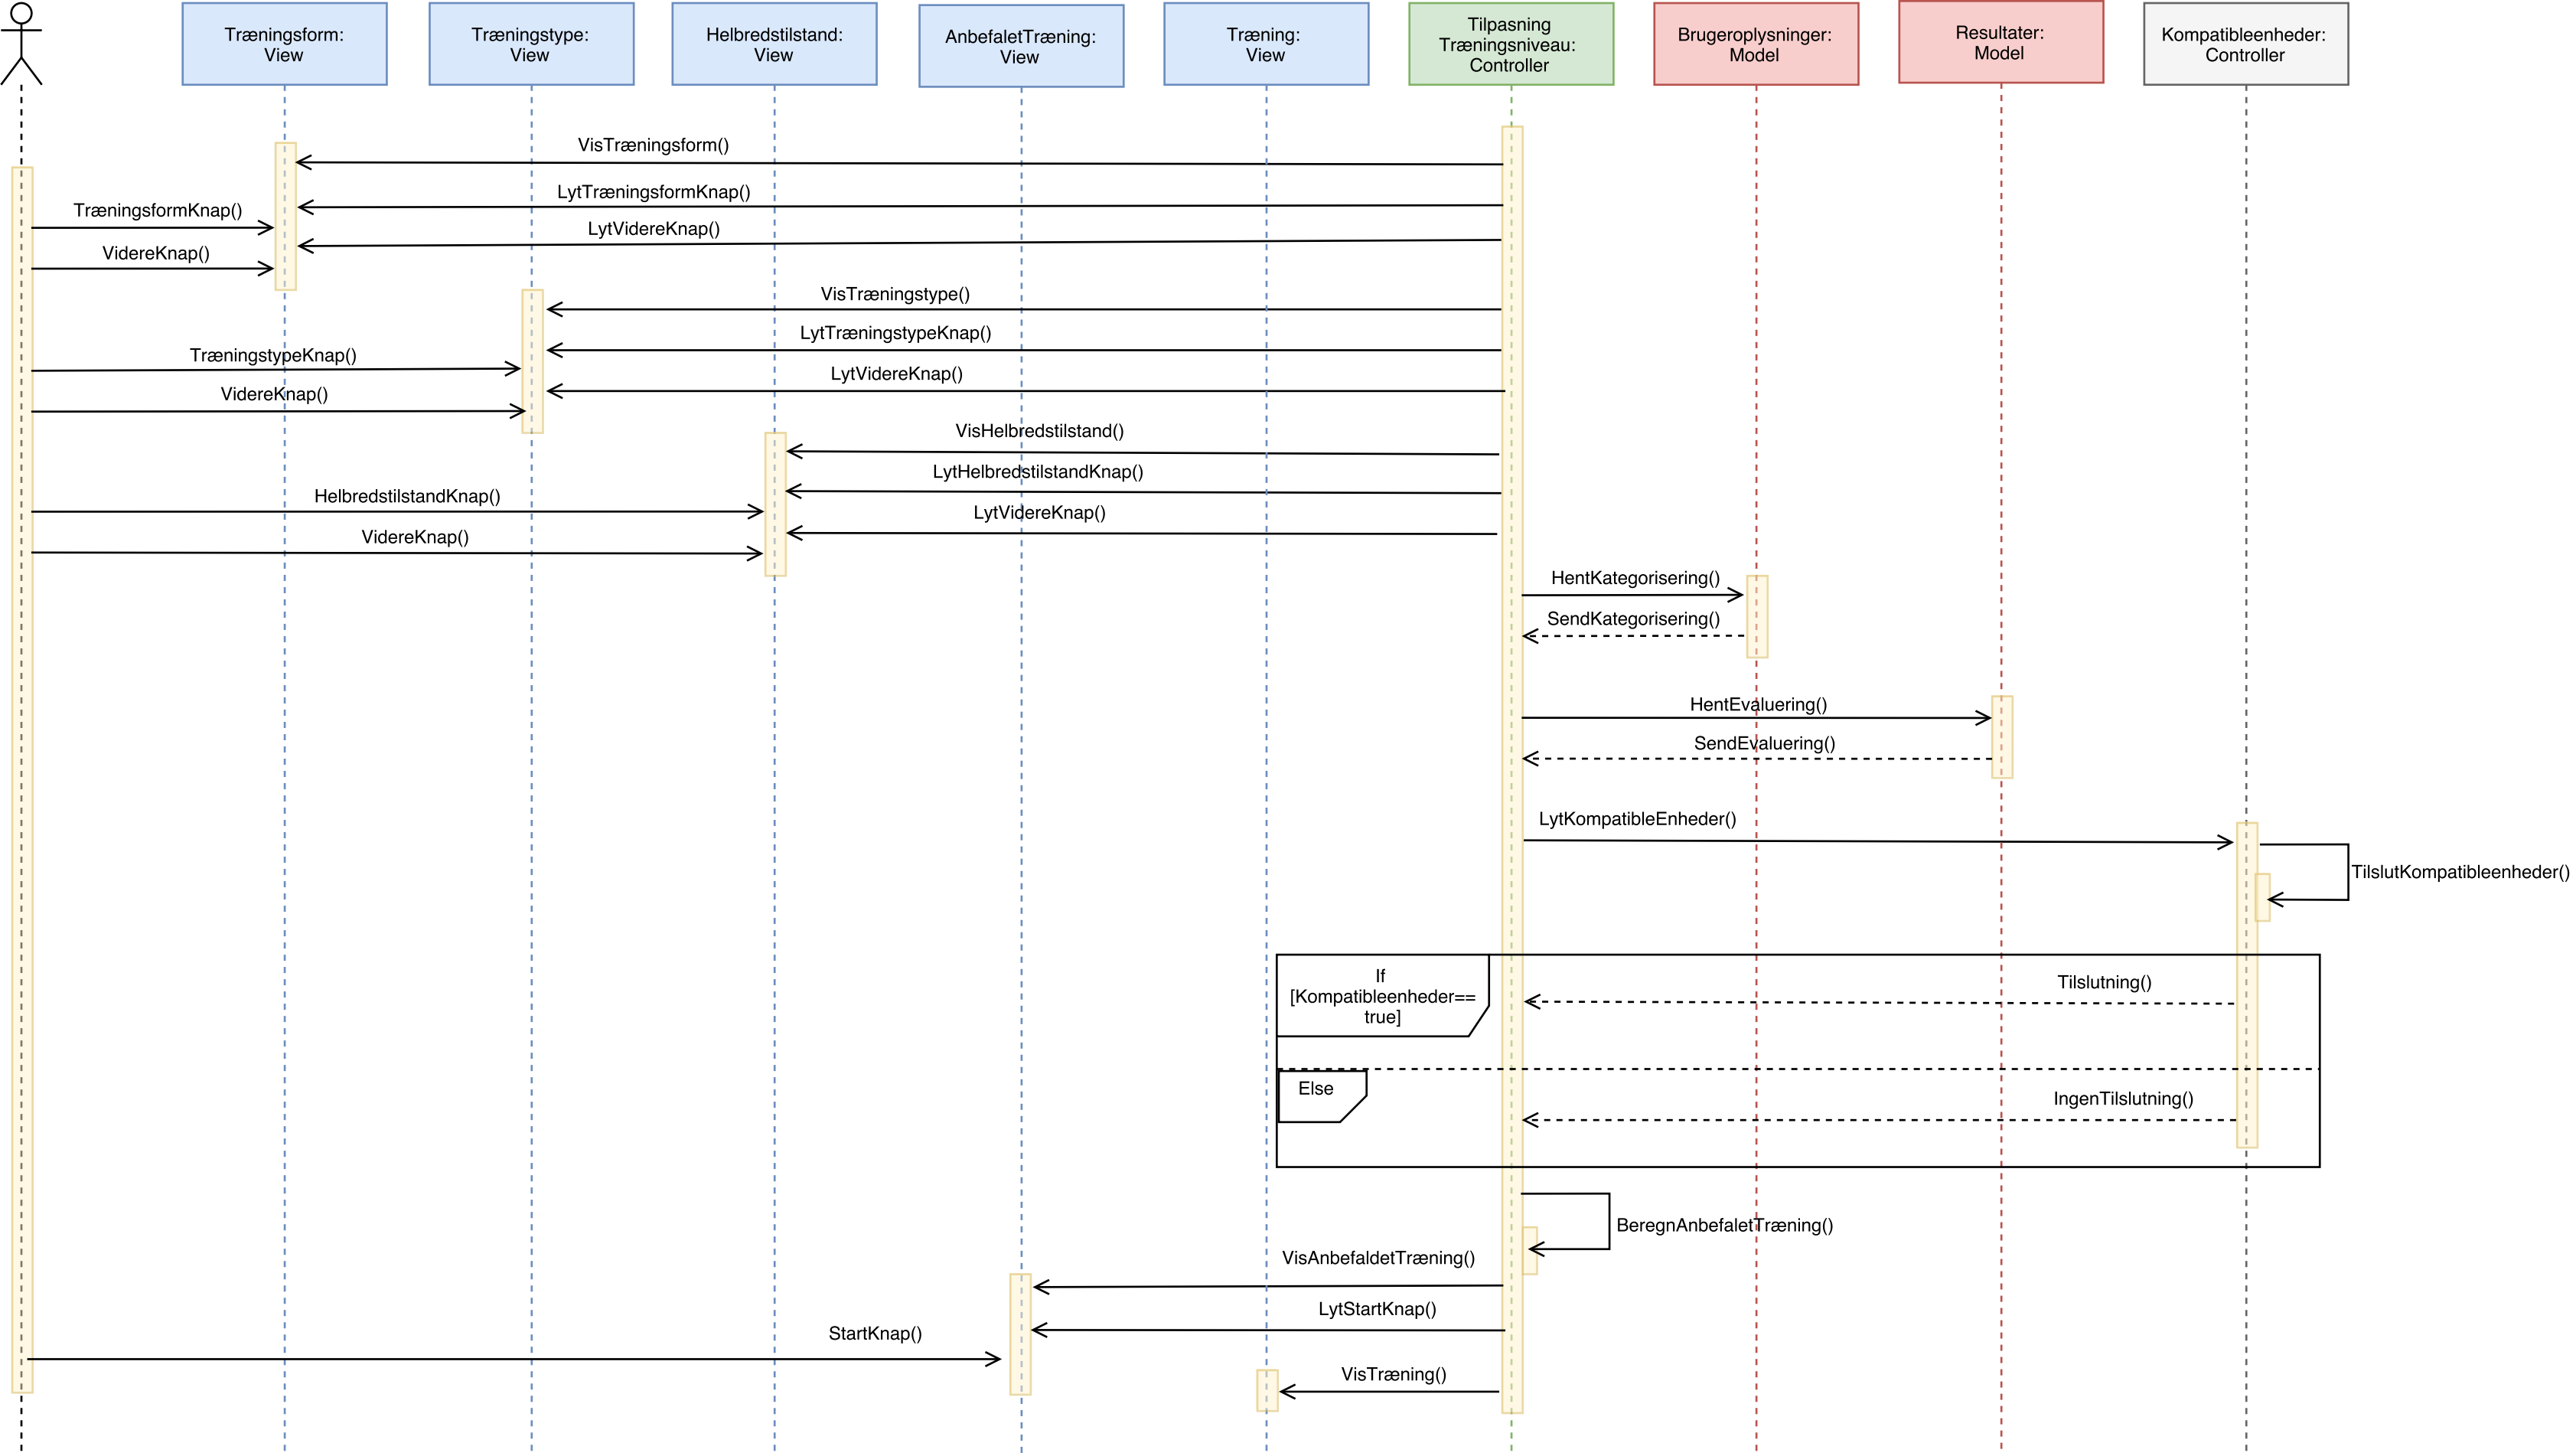 Træningsform:
View
Træningstype:
View
Helbredstilstand:
View
AnbefaletTræning:
View
Træning:
View
Tilpasning
Træningsniveau:
Controller
Brugeroplysninger:
Model
Resultater:
Model
Kompatibleenheder:
Controller
VisTræningsform()
LytTræningsformKnap()
TræningsformKnap()
LytVidereKnap()
VidereKnap()
VisTræningstype()
LytTræningstypeKnap()
TræningstypeKnap()
LytVidereKnap()
VidereKnap()
VisHelbredstilstand()
LytHelbredstilstandKnap()
HelbredstilstandKnap()
LytVidereKnap()
VidereKnap()
HentKategorisering()
SendKategorisering()
HentEvaluering()
SendEvaluering()
LytKompatibleEnheder()
TilslutKompatibleenheder()
If
[Kompatibleenheder==
true]
Tilslutning()
Else
IngenTilslutning()
BeregnAnbefaletTræning()
VisAnbefaldetTræning()
LytStartKnap()
StartKnap()
VisTræning()